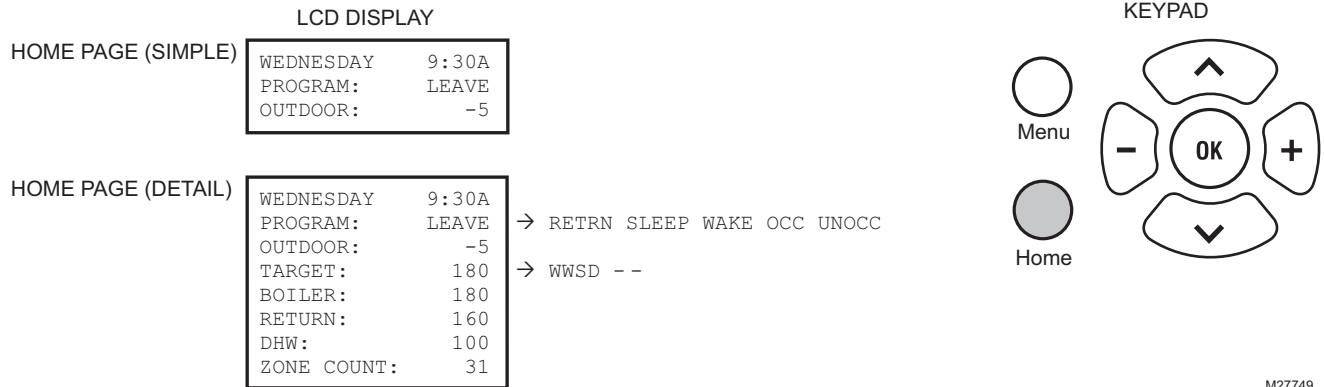 LCD DISPLAY
KEYPAD
HOME PAGE (SIMPLE)
WEDNESDAY 9:30A
PROGRAM: LEAVE
OUTDOOR: -5
Menu
OK
Home
HOME PAGE (DETAIL)
WEDNESDAY 9:30A
PROGRAM: LEAVE → RETRN SLEEP WAKE OCC UNOCC
OUTDOOR: -5
TARGET: 180 → WWSD --
BOILER: 180
RETURN: 160
DHW: 100
ZONE COUNT: 31
M27749